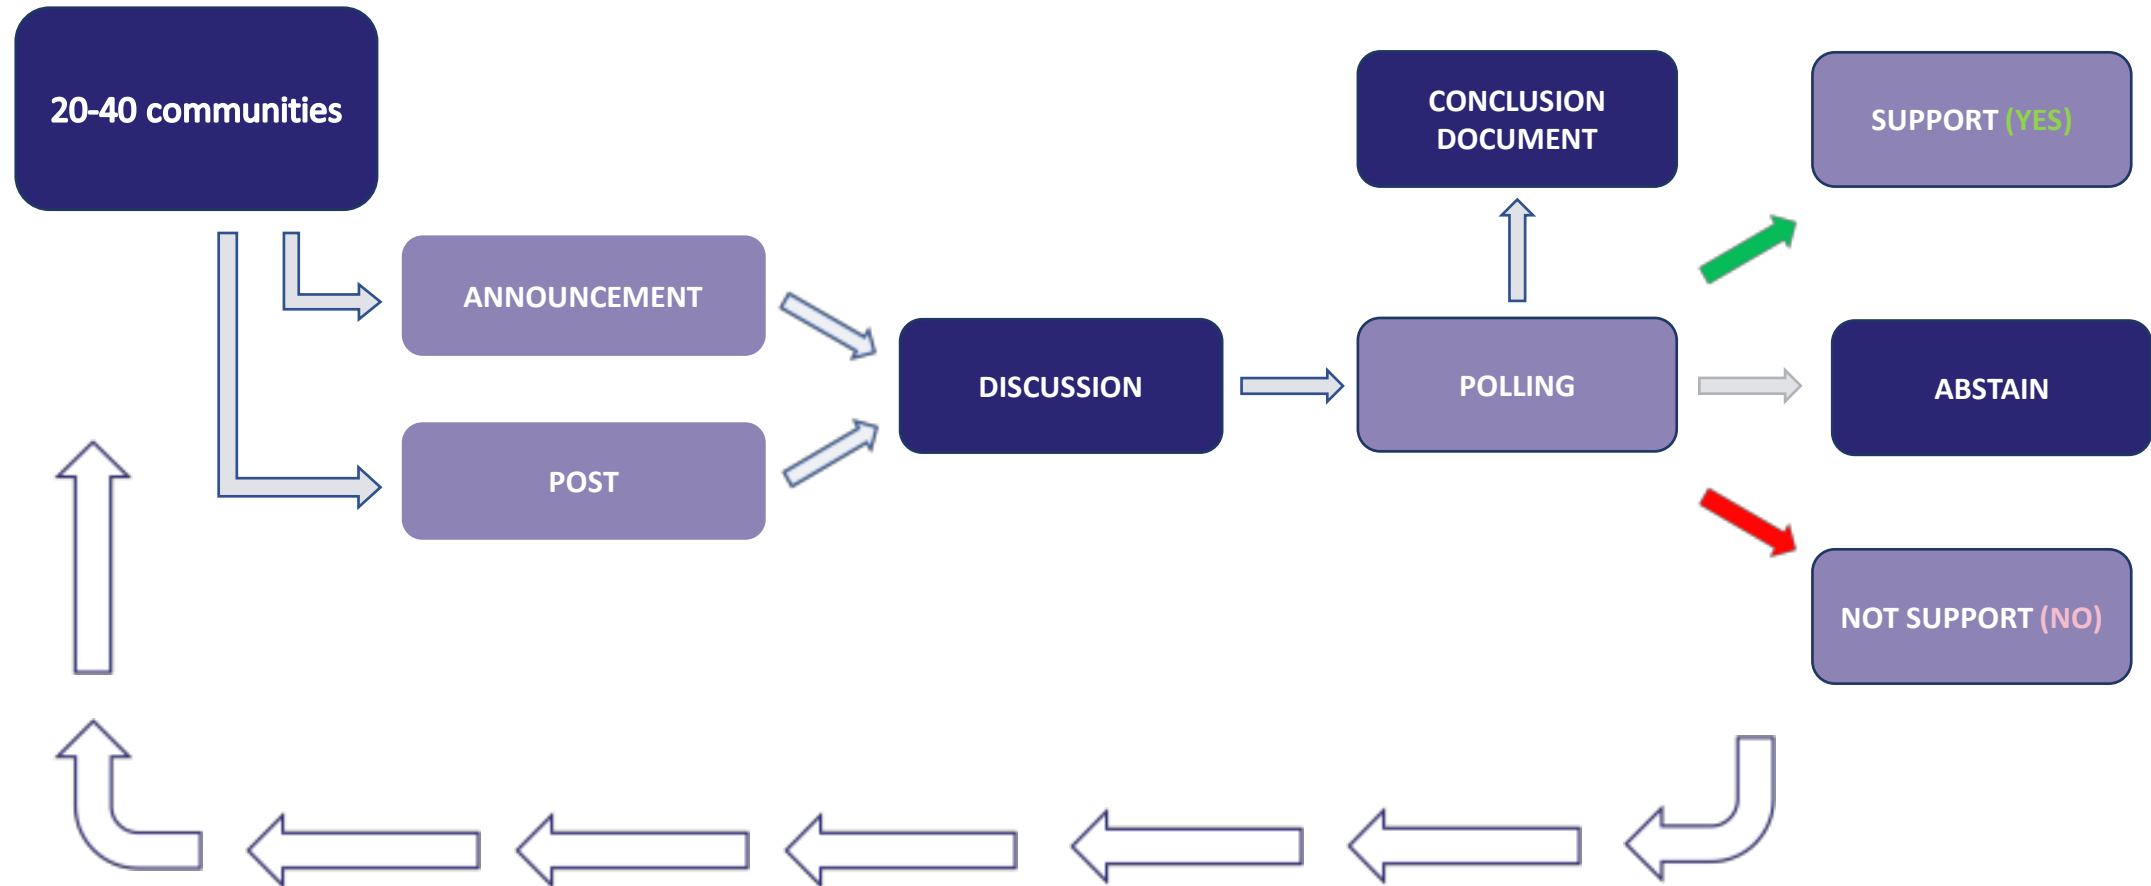 20-40 communities
ANNOUNCEMENT
POST
DISCUSSION
CONCLUSION
DOCUMENT
POLLING
SUPPORT (YES)
ABSTAIN
NOT SUPPORT (NO)